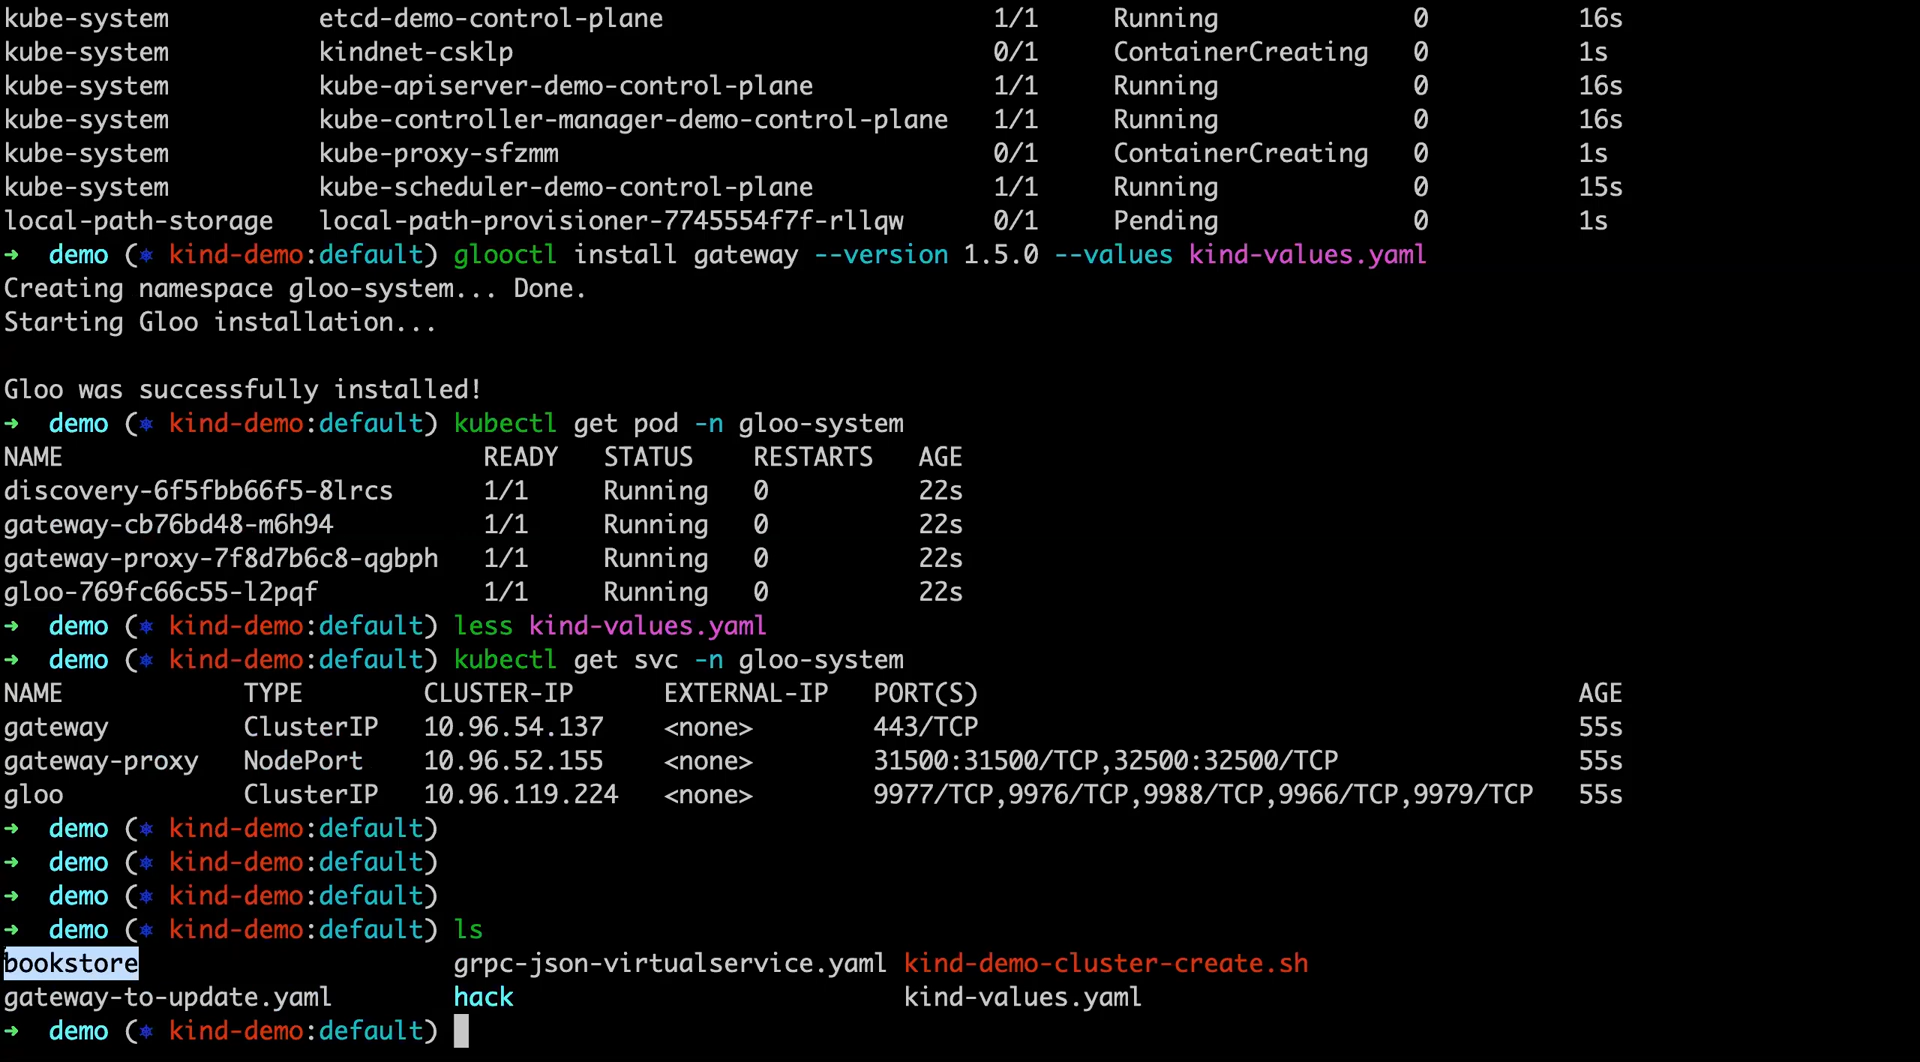 kube-system          etcd-demo-control-plane                      1/1     Running             0          16s
kube-system          kindnet-csklp                                0/1     ContainerCreating   0          1s
kube-system          kube-apiserver-demo-control-plane            1/1     Running             0          16s
kube-system          kube-controller-manager-demo-control-plane   1/1     Running             0          16s
kube-system          kube-proxy-sfzmm                             0/1     ContainerCreating   0          1s
kube-system          kube-scheduler-demo-control-plane            1/1     Running             0          15s
local-path-storage   local-path-provisioner-7745554f7f-rllqw      0/1     Pending             0          1s
➜  demo (⎈ kind-demo:default) glooctl install gateway --version 1.5.0 --values kind-values.yaml
Creating namespace gloo-system... Done.
Starting Gloo installation...
Gloo was successfully installed!
➜  demo (⎈ kind-demo:default) kubectl get pod -n gloo-system
NAME                            READY   STATUS    RESTARTS   AGE
discovery-6f5fbb66f5-8lrcs      1/1     Running   0          22s
gateway-cb76bd48-m6h94          1/1     Running   0          22s
gateway-proxy-7f8d7b6c8-qgbph   1/1     Running   0          22s
gloo-769fc66c55-l2pqf           1/1     Running   0          22s
➜  demo (⎈ kind-demo:default) less kind-values.yaml
➜  demo (⎈ kind-demo:default) kubectl get svc -n gloo-system
NAME            TYPE        CLUSTER-IP      EXTERNAL-IP   PORT(S)                                        AGE
gateway         ClusterIP   10.96.54.137    <none>        443/TCP                                        55s
gateway-proxy   NodePort    10.96.52.155    <none>        31500:31500/TCP,32500:32500/TCP                55s
gloo            ClusterIP   10.96.119.224   <none>        9977/TCP,9976/TCP,9988/TCP,9966/TCP,9979/TCP   55s
➜  demo (⎈ kind-demo:default)
➜  demo (⎈ kind-demo:default)
➜  demo (⎈ kind-demo:default)
➜  demo (⎈ kind-demo:default) ls
bookstore                     grpc-json-virtualservice.yaml kind-demo-cluster-create.sh
gateway-to-update.yaml        hack                          kind-values.yaml
➜  demo (⎈ kind-demo:default)